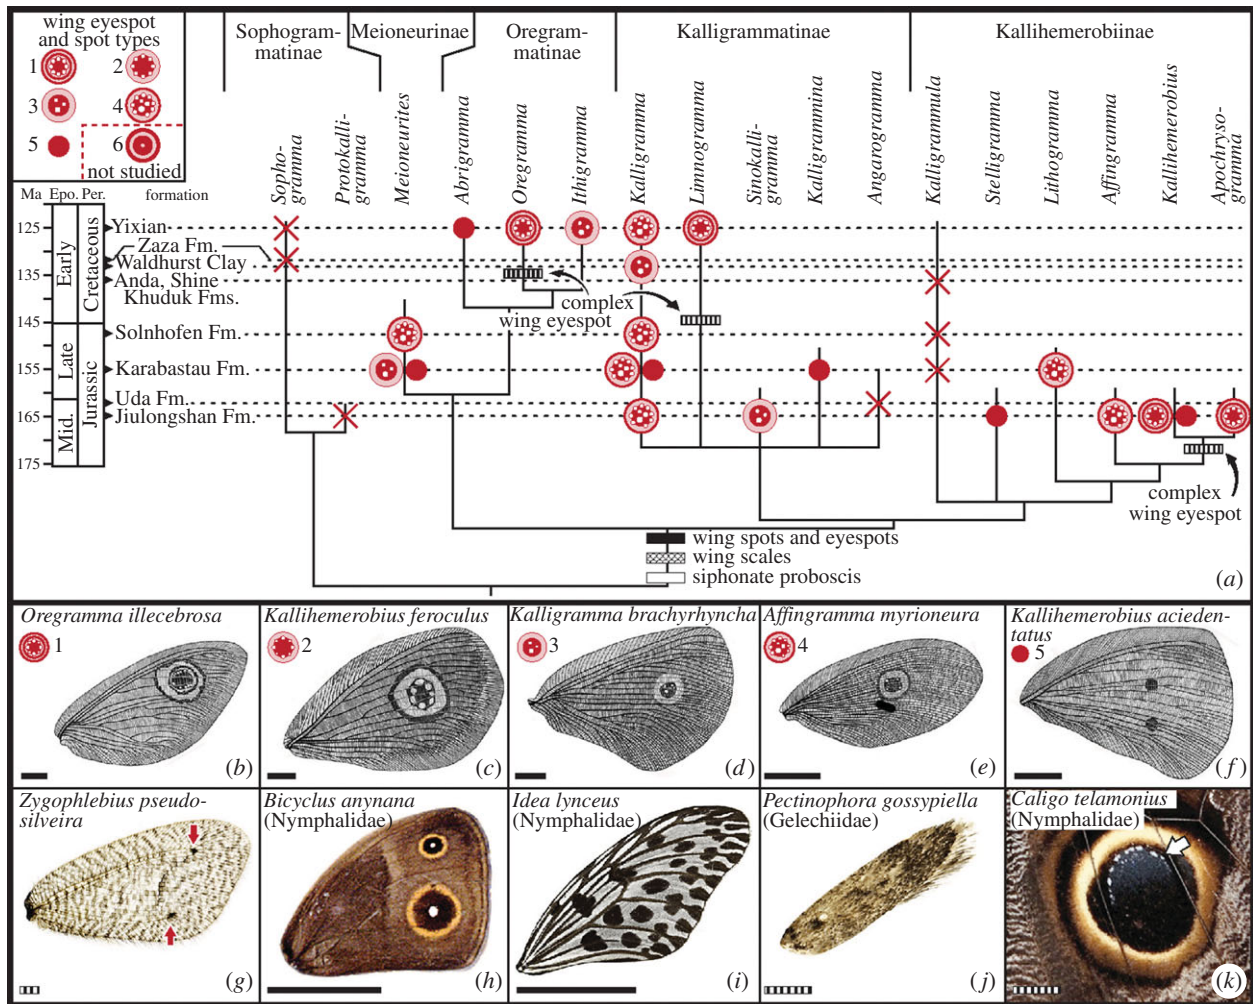 wing eyespot
and spot types
1
2
3
4
5
6
not studied
Sophogram-
matinae
Meioneurinae
Oregram-
matinae
Kalligrammatinae
Kallihemerobiinae
Sopho-
gramma
Protokalli-
gramma
Meioneurites
Abrigramma
Oregramma
Ithigramma
Kalligramma
Limnogramma
Sinokalli-
gramma
Kalligrammina
Angarogramma
Kalligrammula
Stelligramma
Lithogramma
Affingramma
Kallihemerobius
Apochryso-
gramma
Ma Epo. Per. formation
125
135
145
155
165
175
Early
Late
Mid.
Cretaceous
Jurassic
Yixian
Zaza Fm.
Waldhurst Clay
Anda, Shine
Khuduk Fms.
Solnhofen Fm.
Karabastau Fm.
Uda Fm.
Jiulongshan Fm.
complex
wing eyespot
complex
wing eyespot
wing spots and eyespots
wing scales
siphonate proboscis
(a)
Oregramma illecebrosa
1
(b)
Kallihemerobius feroculus
2
(c)
Kalligramma brachyrhyncha
3
(d)
Affingramma myrioneura
4
(e)
Kallihemerobius acieden-
tatus
5
(f)
Zygophlebius pseudo-
silveira
(g)
Bicyclus anynana
(Nymphalidae)
(h)
Idea lynceus
(Nymphalidae)
(i)
Pectinophora gossypiella
(Gelechiidae)
(j)
Caligo telamonius
(Nymphalidae)
(k)